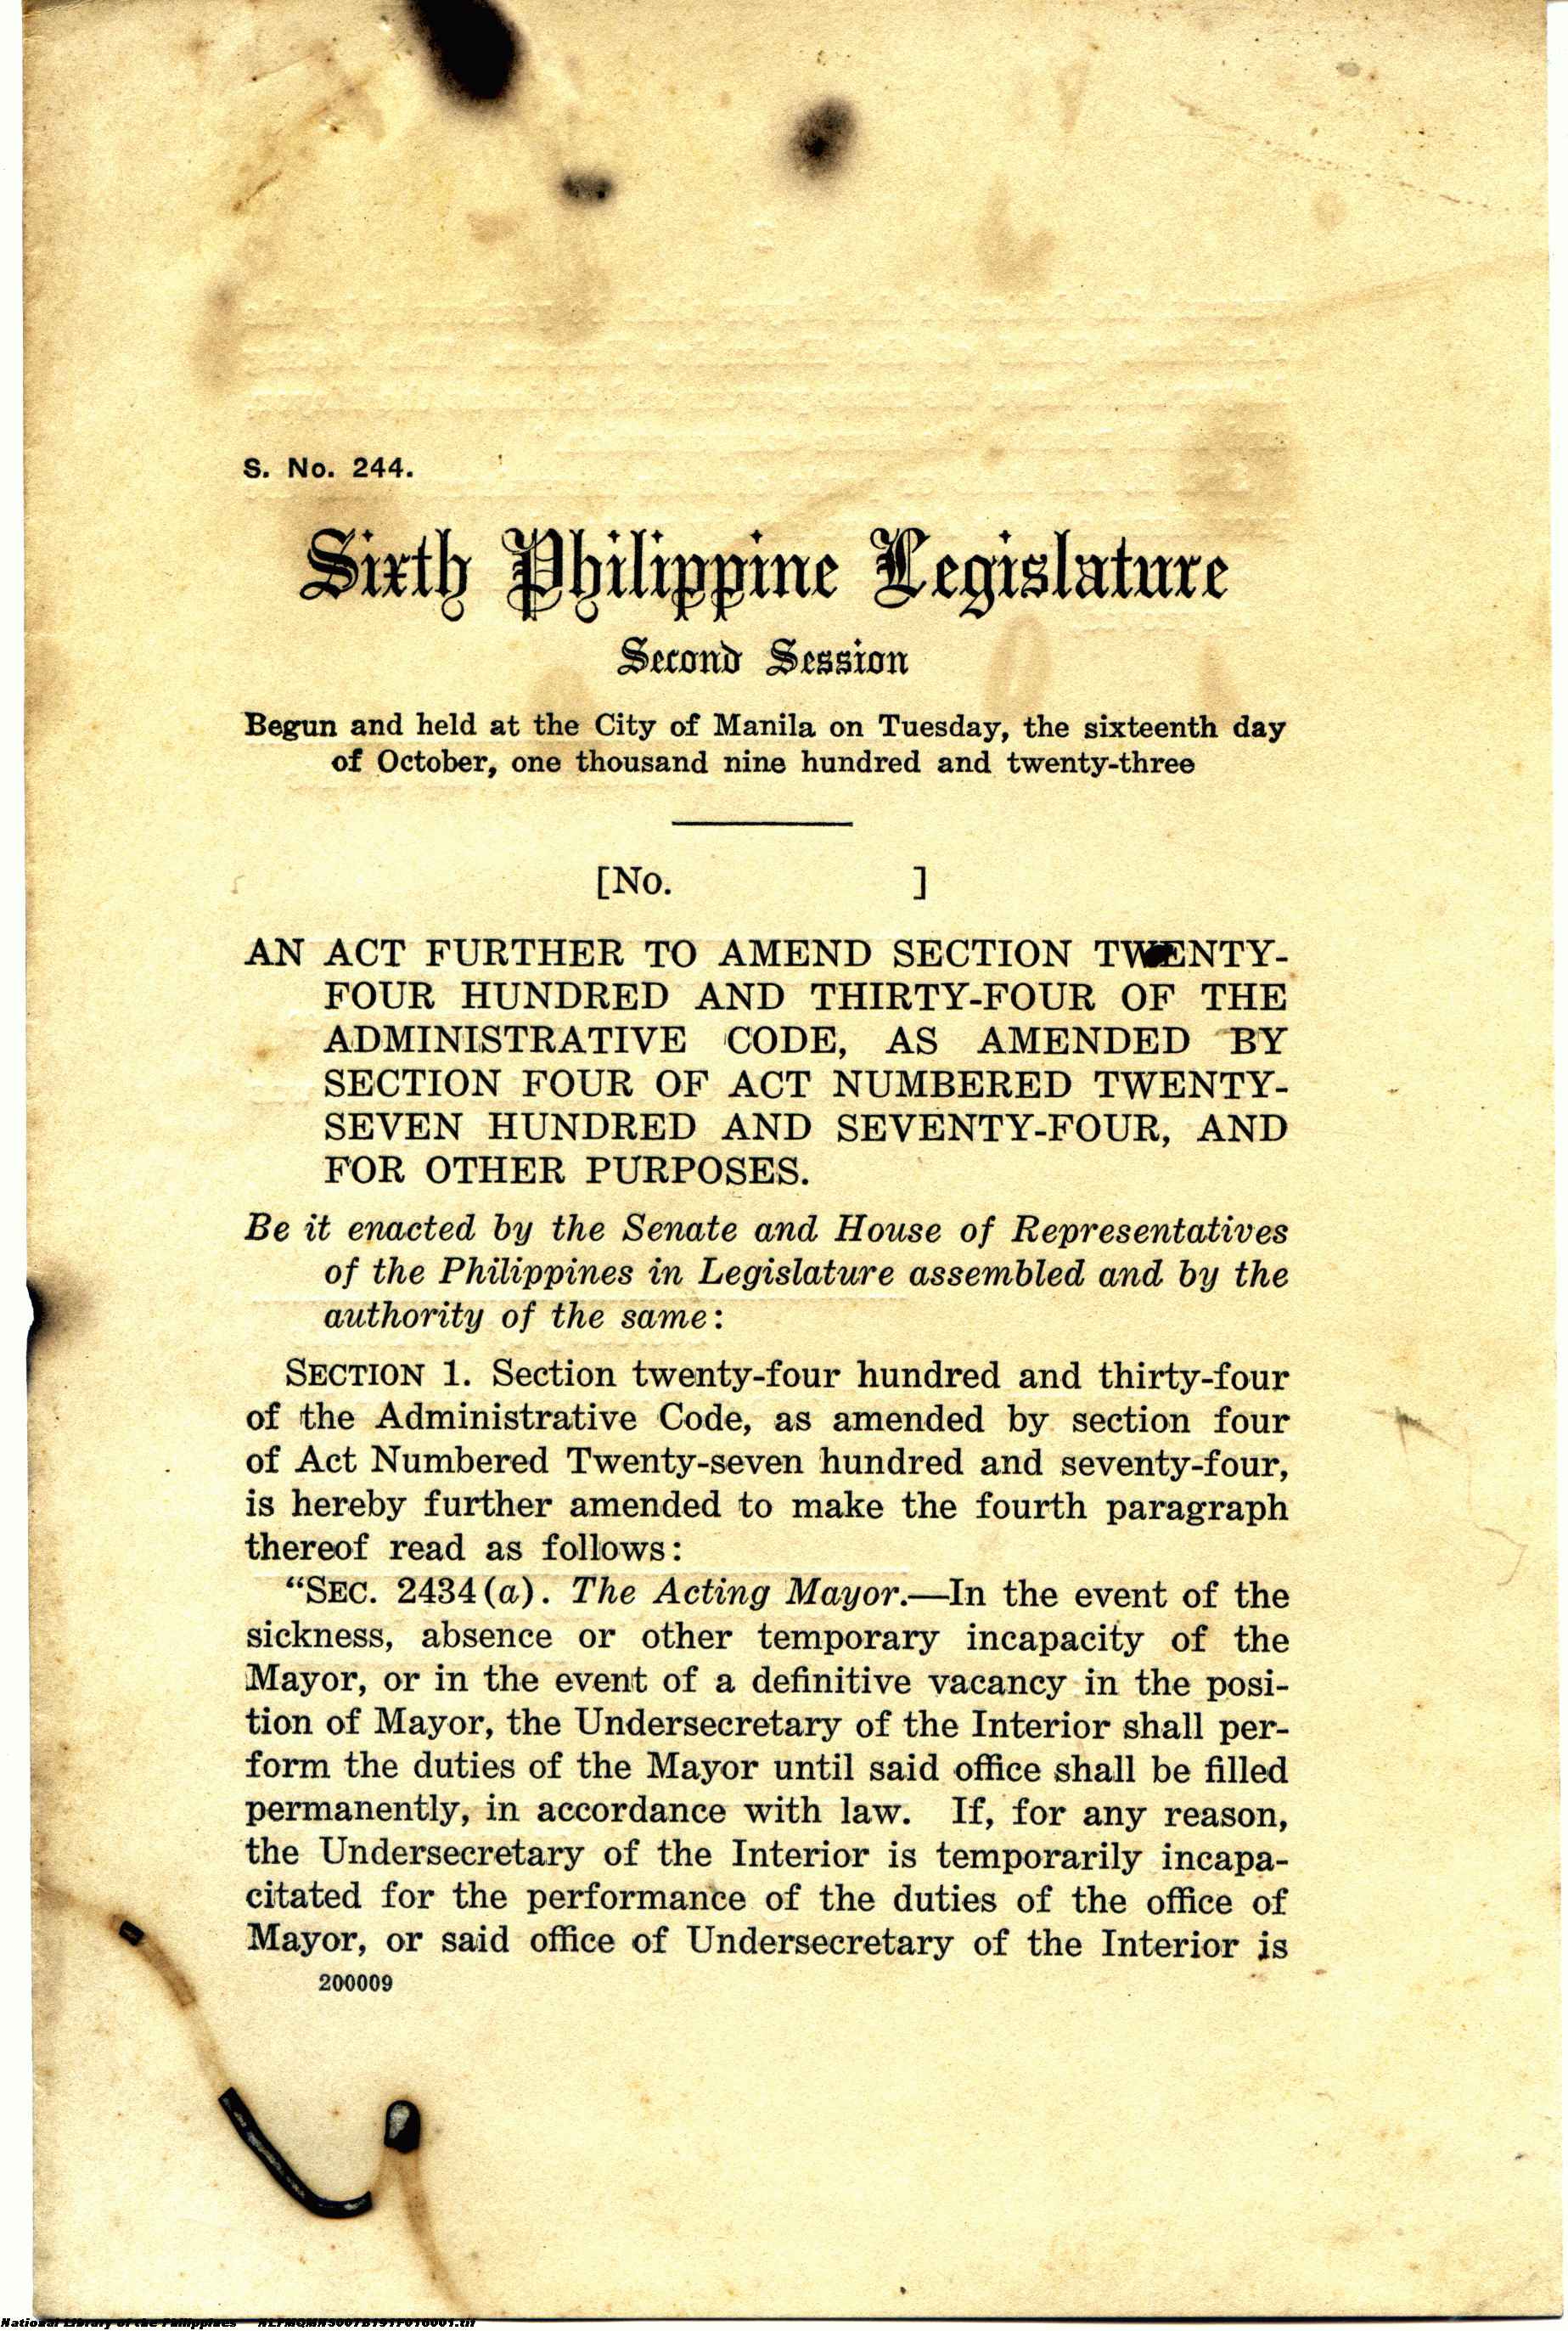 S. No. 244.
Sixth Philippine Legislature
Second Session
Begun and held at the City of Manila on Tuesday, the sixteenth day
of October, one thousand nine hundred and twenty-three
[No. ]
AN ACT FURTHER TO AMEND SECTION TWENTY-
FOUR HUNDRED AND THIRTY-FOUR OF THE
ADMINISTRATIVE CODE, AS AMENDED BY
SECTION FOUR OF ACT NUMBERED TWENTY-
SEVEN HUNDRED AND SEVENTY-FOUR, AND
FOR OTHER PURPOSES.
Be it enacted by the Senate and House of Representatives
of the Philippines in Legislature assembled and by the
authority of the same:
SECTION 1. Section twenty-four hundred and thirty-four
of the Administrative Code, as amended by section four
of Act Numbered Twenty-seven hundred and seventy-four,
is hereby further amended to make the fourth paragraph
thereof read as follows:
"SEC. 2434(a). The Acting Mayor.—In the event of the
sickness, absence or other temporary incapacity of the
Mayor, or in the event of a definitive vacancy in the posi-
tion of Mayor, the Undersecretary of the Interior shall per-
form the duties of the Mayor until said office shall be filled
permanently, in accordance with law. If, for any reason,
the Undersecretary of the Interior is temporarily incapa-
citated for the performance of the duties of the office of
Mayor, or said office of Undersecretary of the Interior is
200009
National Library of the Philippines